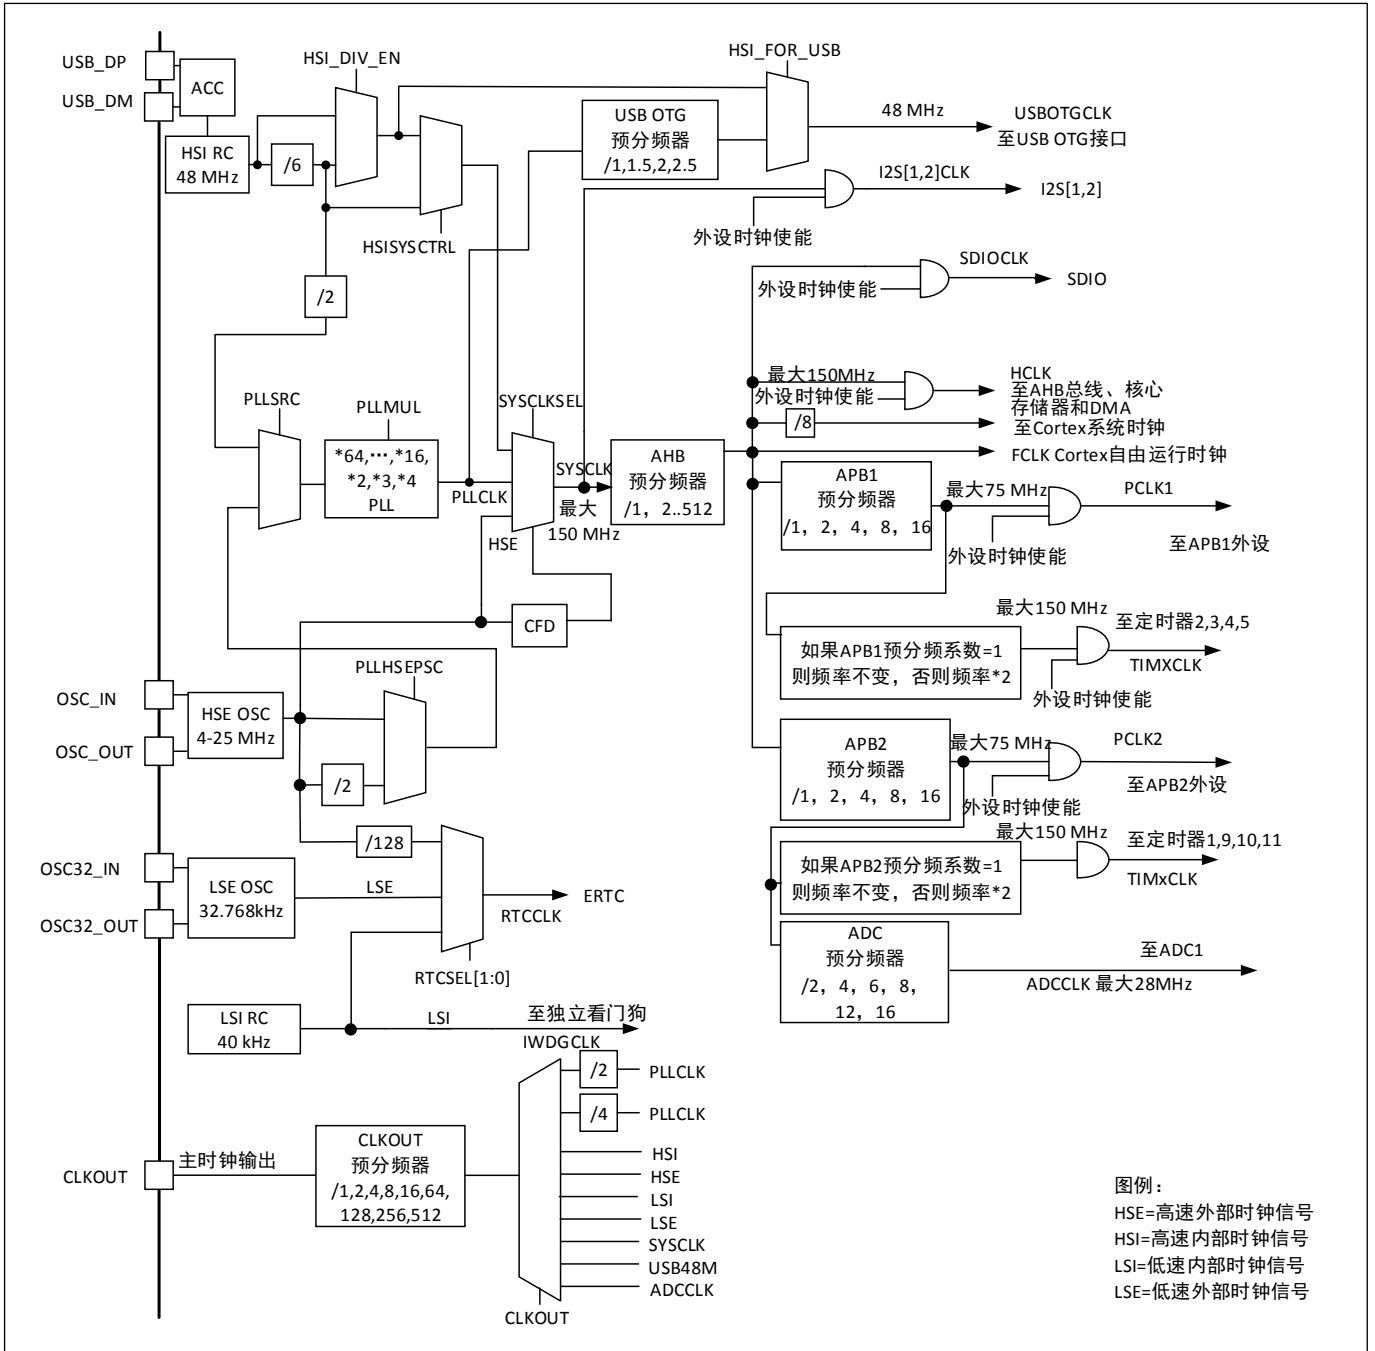 USB_DP
USB_DM
ACC
HSI RC
48 MHz
/6
HSI_DIV_EN
HSISYSCTRL
/2
USB OTG
预分频器
/1,1.5,2,2.5
HSI_FOR_USB
48 MHz
USBOTGCLK
至USB OTG接口
I2S[1,2]CLK
I2S[1,2]
外设时钟使能
SDIOCLK
SDIO
外设时钟使能
最大150MHz
外设时钟使能
HCLK
至AHB总线、核心
存储器和DMA
/8
至Cortex系统时钟
FCLK Cortex自由运行时钟
PLLSRC
PLLMUL
*64,…,*16,
*2,*3,*4
PLL
PLLCLK
SYSCLKSEL
HSE
SYSCLK
最大
150 MHz
AHB
预分频器
/1，2..512
APB1
预分频器
/1，2，4，8，16
最大75 MHz
外设时钟使能
PCLK1
至APB1外设
CFD
最大150 MHz
如果APB1预分频系数=1
则频率不变，否则频率*2
外设时钟使能
至定时器2,3,4,5
TIMXCLK
OSC_IN
OSC_OUT
HSE OSC
4-25 MHz
PLLHSEPSC
/2
APB2
预分频器
/1，2，4，8，16
最大75 MHz
外设时钟使能
PCLK2
至APB2外设
最大150 MHz
如果APB2预分频系数=1
则频率不变，否则频率*2
至定时器1,9,10,11
TIMxCLK
/128
OSC32_IN
OSC32_OUT
LSE OSC
32.768kHz
LSE
RTCCLK
ERTC
RTCSEL[1:0]
ADC
预分频器
/2，4，6，8，
12，16
至ADC1
ADCCLK 最大28MHz
LSI RC
40 kHz
LSI
至独立看门狗
IWDGCLK
/2
PLLCLK
/4
PLLCLK
HSI
HSE
LSI
LSE
SYSCLK
USB48M
ADCCLK
CLKOUT
CLKOUT
主时钟输出
CLKOUT
预分频器
/1,2,4,8,16,64,
128,256,512
图例：
HSE=高速外部时钟信号
HSI=高速内部时钟信号
LSI=低速内部时钟信号
LSE=低速外部时钟信号